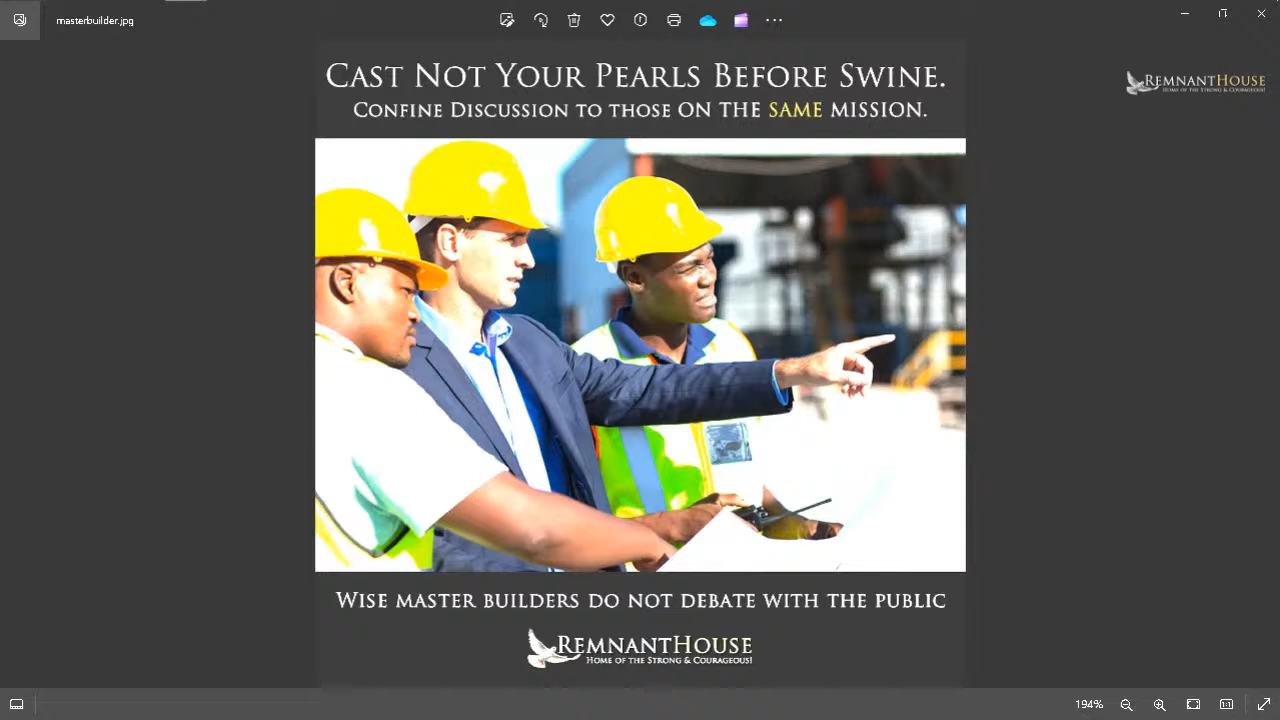 masterbuilder.jpg
CAST NOT YOUR PEARLS BEFORE SWINE.
CONFINE DISCUSSION TO THOSE ON THE SAME MISSION.
REMNANTHOUSE
HOME OF THE STRONG & COURAGEOUS!
WISE MASTER BUILDERS DO NOT DEBATE WITH THE PUBLIC
REMNANTHOUSE
HOME OF THE STRONG & COURAGEOUS!
194%